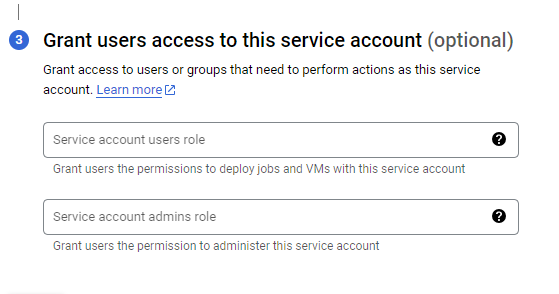 3
Grant users access to this service account (optional)
Grant access to users or groups that need to perform actions as this service
account. Learn more
Service account users role
?
Grant users the permissions to deploy jobs and VMs with this service account
Service account admins role
?
Grant users the permission to administer this service account